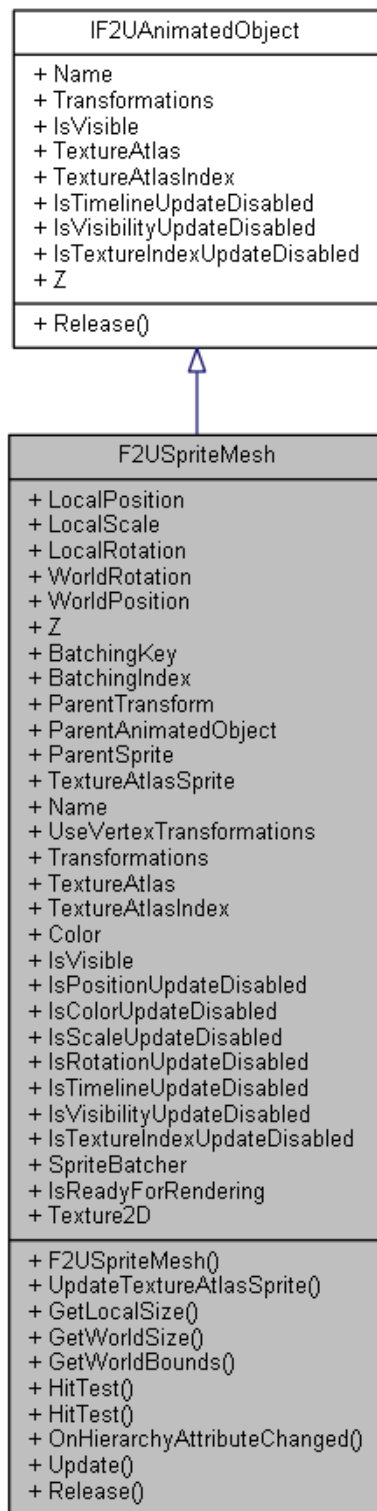 IF2UAnimatedObject
+ Name
+ Transformations
+ IsVisible
+ TextureAtlas
+ TextureAtlasIndex
+ IsTimelineUpdateDisabled
+ IsVisibilityUpdateDisabled
+ IsTextureIndexUpdateDisabled
+ Z
+ Release()
F2USpriteMesh
+ LocalPosition
+ LocalScale
+ LocalRotation
+ WorldRotation
+ WorldPosition
+ Z
+ BatchingKey
+ BatchingIndex
+ ParentTransform
+ ParentAnimatedObject
+ ParentSprite
+ TextureAtlasSprite
+ Name
+ UseVertexTransformations
+ Transformations
+ TextureAtlas
+ TextureAtlasIndex
+ Color
+ IsVisible
+ IsPositionUpdateDisabled
+ IsColorUpdateDisabled
+ IsScaleUpdateDisabled
+ IsRotationUpdateDisabled
+ IsTimelineUpdateDisabled
+ IsVisibilityUpdateDisabled
+ IsTextureIndexUpdateDisabled
+ SpriteBatcher
+ IsReadyForRendering
+ Texture2D
+ F2USpriteMesh()
+ UpdateTextureAtlasSprite()
+ GetLocalSize()
+ GetWorldSize()
+ GetWorldBounds()
+ HitTest()
+ HitTest()
+ OnHierarchyAttributeChanged()
+ Update()
+ Release()